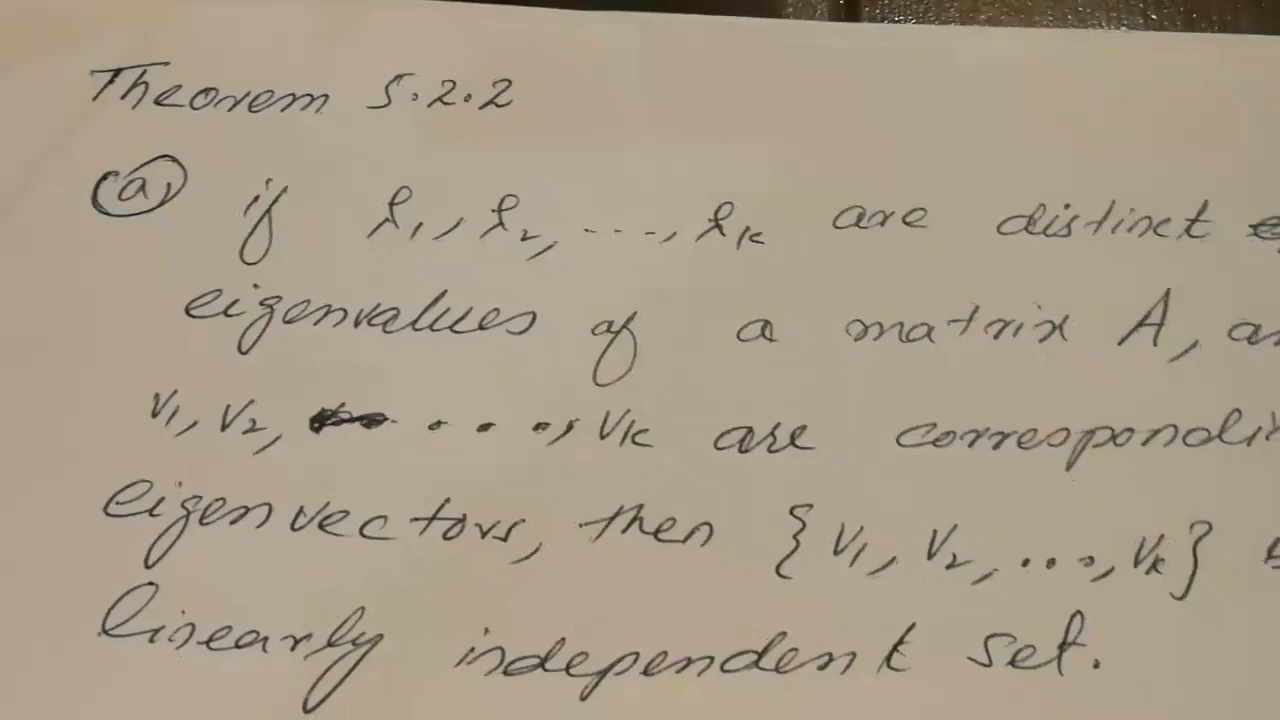 Theorem 5.2.2
(a) if λ1, λ2, ..., λk are distinct
eigenvalues of a matrix A,
v1, v2, ...., vk are
eigenvectors, then {v1, v2, ..., vk}
linearly independent set.